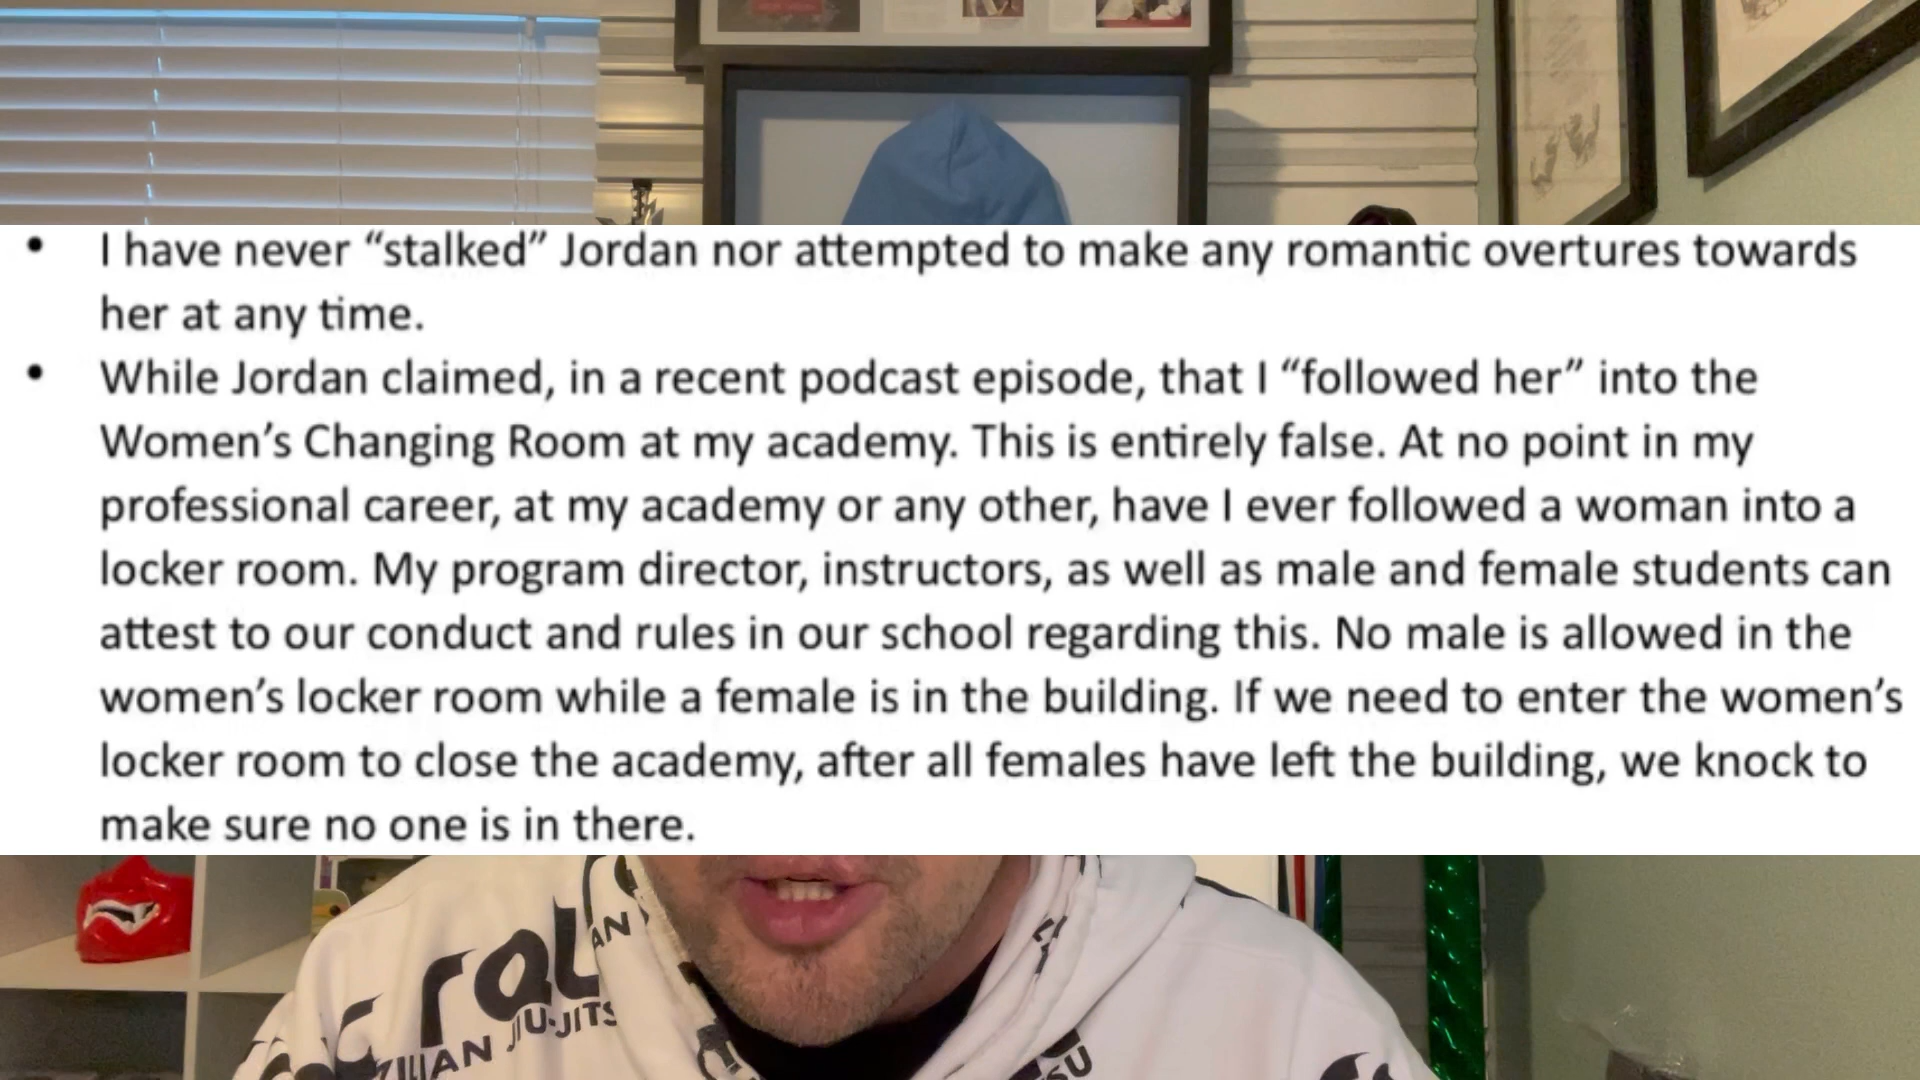 • I have never “stalked” Jordan nor attempted to make any romantic overtures towards
her at any time.
• While Jordan claimed, in a recent podcast episode, that I “followed her” into the
Women’s Changing Room at my academy. This is entirely false. At no point in my
professional career, at my academy or any other, have I ever followed a woman into a
locker room. My program director, instructors, as well as male and female students can
attest to our conduct and rules in our school regarding this. No male is allowed in the
women’s locker room while a female is in the building. If we need to enter the women’s
locker room to close the academy, after all females have left the building, we knock to
make sure no one is in there.
JIU-JITS